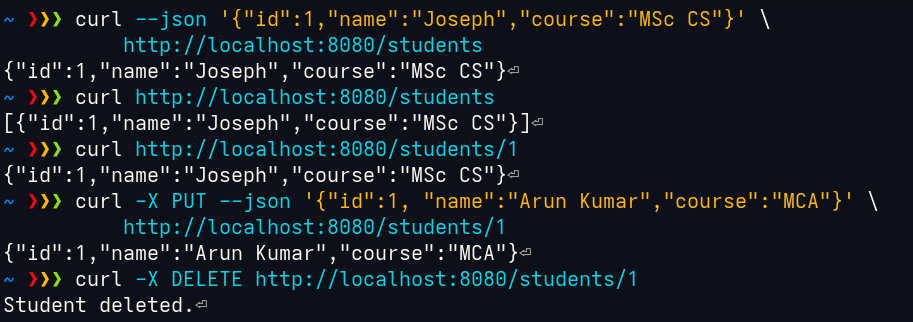 ~ ❯❯❯ curl --json '{"id":1,"name":"Joseph","course":"MSc CS"}' \
http://localhost:8080/students
{"id":1,"name":"Joseph","course":"MSc CS"}⏎
~ ❯❯❯ curl http://localhost:8080/students
[{"id":1,"name":"Joseph","course":"MSc CS"}]⏎
~ ❯❯❯ curl http://localhost:8080/students/1
{"id":1,"name":"Joseph","course":"MSc CS"}⏎
~ ❯❯❯ curl -X PUT --json '{"id":1, "name":"Arun Kumar","course":"MCA"}' \
http://localhost:8080/students/1
{"id":1,"name":"Arun Kumar","course":"MCA"}⏎
~ ❯❯❯ curl -X DELETE http://localhost:8080/students/1
Student deleted.⏎